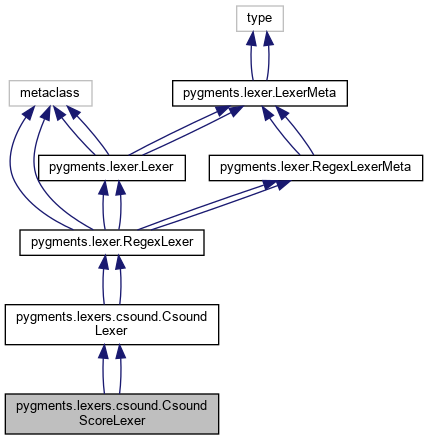 type
metaclass
pygments.lexer.LexerMeta
pygments.lexer.Lexer
pygments.lexer.RegexLexerMeta
pygments.lexer.RegexLexer
pygments.lexers.csound.Csound
Lexer
pygments.lexers.csound.Csound
ScoreLexer